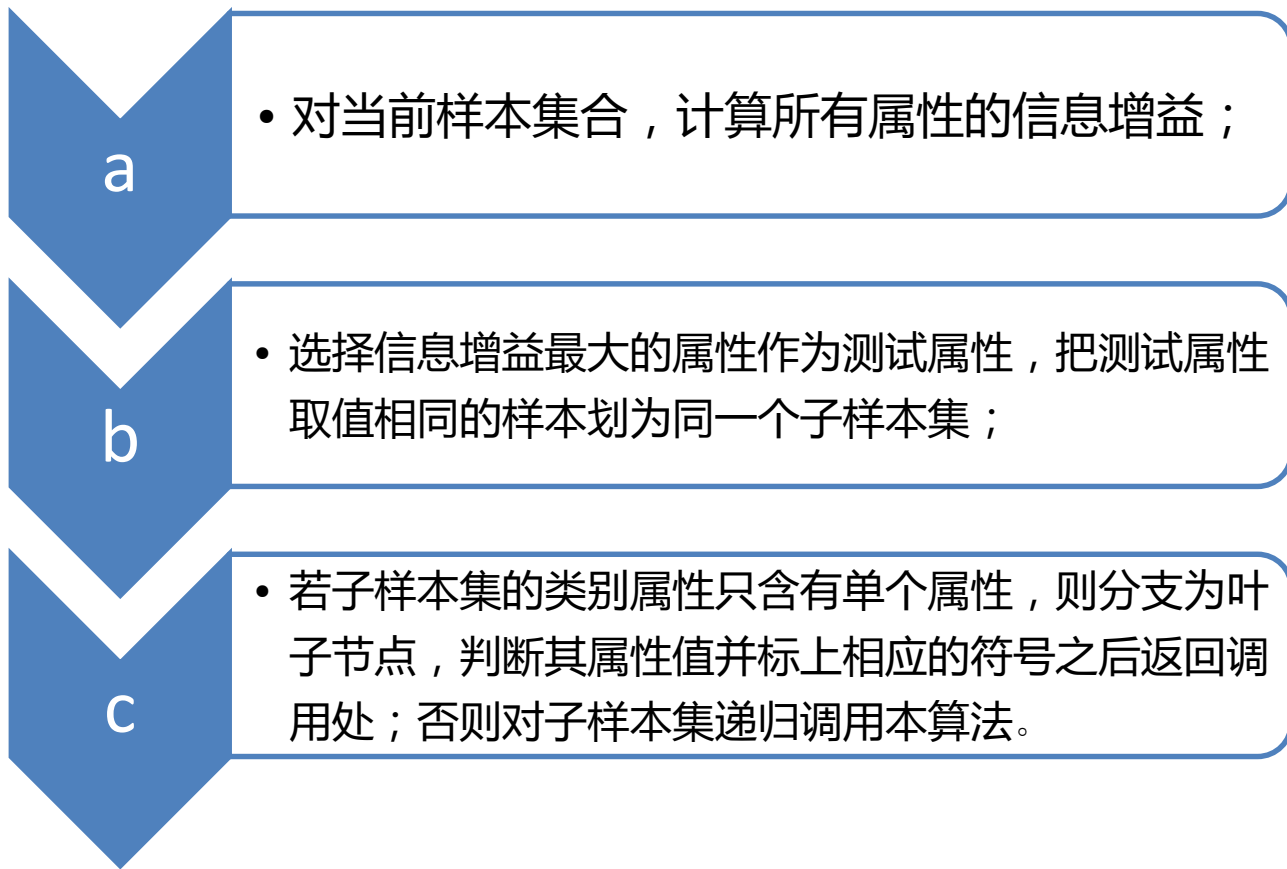 a
• 对当前样本集合，计算所有属性的信息增益；
b
• 选择信息增益最大的属性作为测试属性，把测试属性
取值相同的样本划为同一个子样本集；
c
• 若子样本集的类别属性只含有单个属性，则分支为叶
子节点，判断其属性值并标上相应的符号之后返回调
用处；否则对子样本集递归调用本算法。